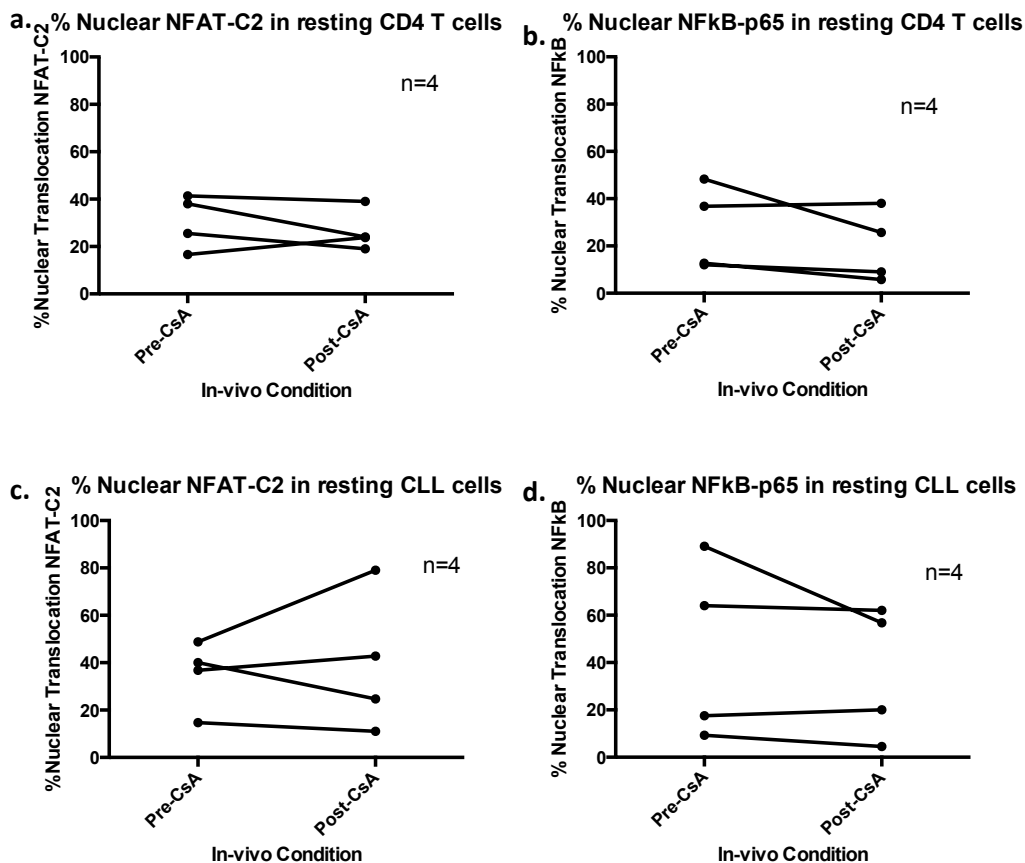 a. % Nuclear NFAT-C2 in resting CD4 T cells
%Nuclear Translocation NFAT-C2
100
80
60
40
20
0
n=4
Pre-CsA
Post-CsA
In-vivo Condition
b. % Nuclear NFkB-p65 in resting CD4 T cells
% Nuclear Translocation NFkB
100
80
60
40
20
0
n=4
Pre-CsA
Post-CsA
In-vivo Condition
c. % Nuclear NFAT-C2 in resting CLL cells
%Nuclear Translocation NFAT-C2
100
80
60
40
20
0
n=4
Pre-CsA
Post-CsA
In-vivo Condition
d. % Nuclear NFkB-p65 in resting CLL cells
% Nuclear Translocation NFkB
100
80
60
40
20
0
n=4
Pre-CsA
Post-CsA
In-vivo Condition